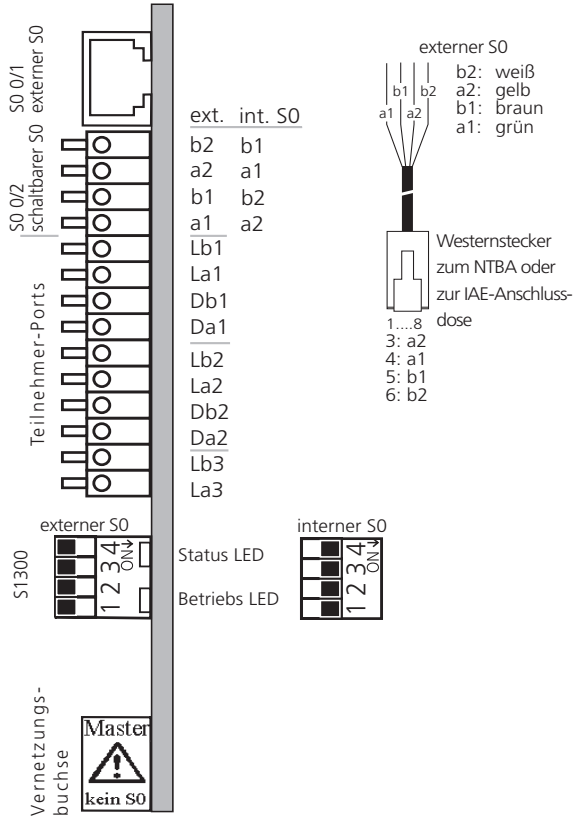 S0 0/1
externer S0
S0 0/2
schaltbarer S0
Teilnehmer-Ports
ext. int. S0
b2 b1
a2 a1
b1 b2
a1 a2
Lb1
La1
Db1
Da1
Lb2
La2
Db2
Da2
Lb3
La3
externer S0
b2: weiß
a2: gelb
b1: braun
a1: grün
b1 b2
a1 a2
Westernstecker
zum NTBA oder
zur IAE-Anschluss-
dose
1....8
3: a2
4: a1
5: b1
6: b2
externer S0
S1300
1 2 3 4
ON
Status LED
Betriebs LED
interner S0
1 2 3 4
ON
Vernetzungs-
buchse
Master
kein S0